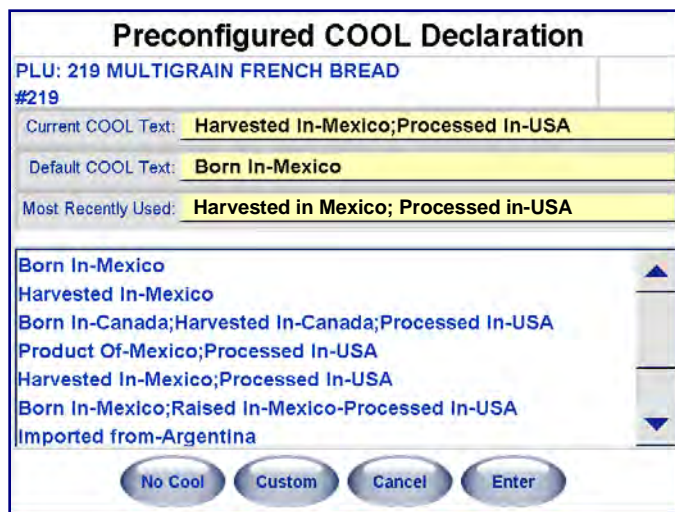 Preconfigured COOL Declaration
PLU: 219 MULTIGRAIN FRENCH BREAD
#219
Current COOL Text: Harvested In-Mexico;Processed In-USA
Default COOL Text: Born In-Mexico
Most Recently Used: Harvested in Mexico; Processed in-USA
Born In-Mexico
Harvested In-Mexico
Born In-Canada;Harvested In-Canada;Processed In-USA
Product Of-Mexico;Processed In-USA
Harvested In-Mexico;Processed In-USA
Born In-Mexico;Raised In-Mexico-Processed In-USA
Imported from-Argentina
No Cool Custom Cancel Enter